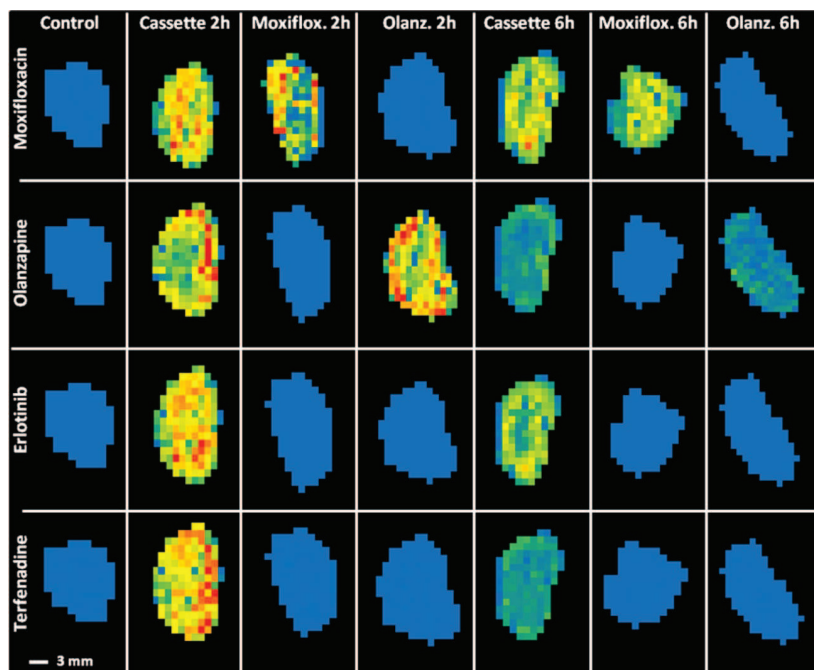 Control Cassette 2h Moxiflox. 2h Olanz. 2h Cassette 6h Moxiflox. 6h Olanz. 6h
Moxifloxacin
Olanzapine
Erlotinib
Terfenadine
3 mm